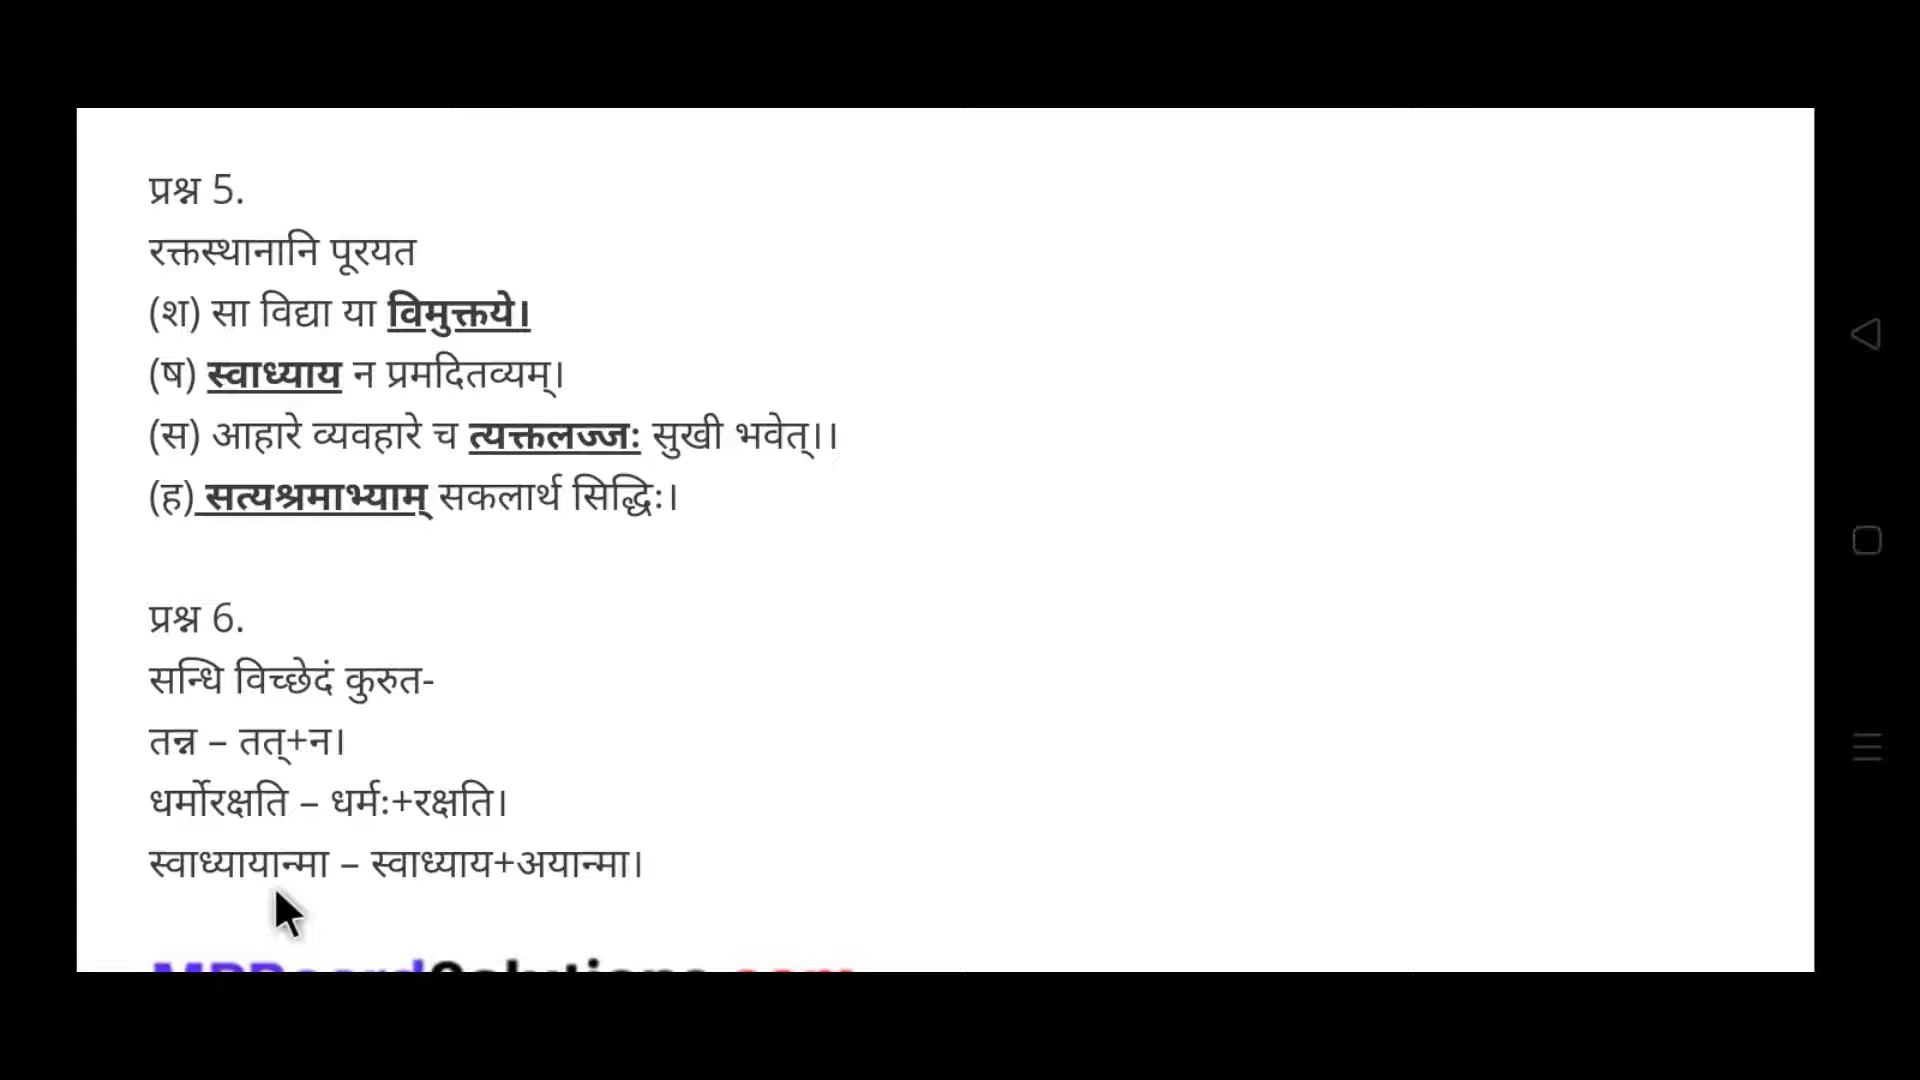 प्रश्न 5.
रक्तस्थानानि पूरयत
(श) सा विद्या या विमुक्तये।
(ष) स्वाध्याय न प्रमदितव्यम्।
(स) आहारे व्यवहारे च त्यक्तलज्जः सुखी भवेत्।।
(ह) सत्यश्रमाभ्याम् सकलार्थ सिद्धिः।
प्रश्न 6.
सन्धि विच्छेदं कुरुत-
तन्न – तत्+न।
धर्मोरक्षति – धर्मः+रक्षति।
स्वाध्यायान्मा – स्वाध्याय+अयान्मा।